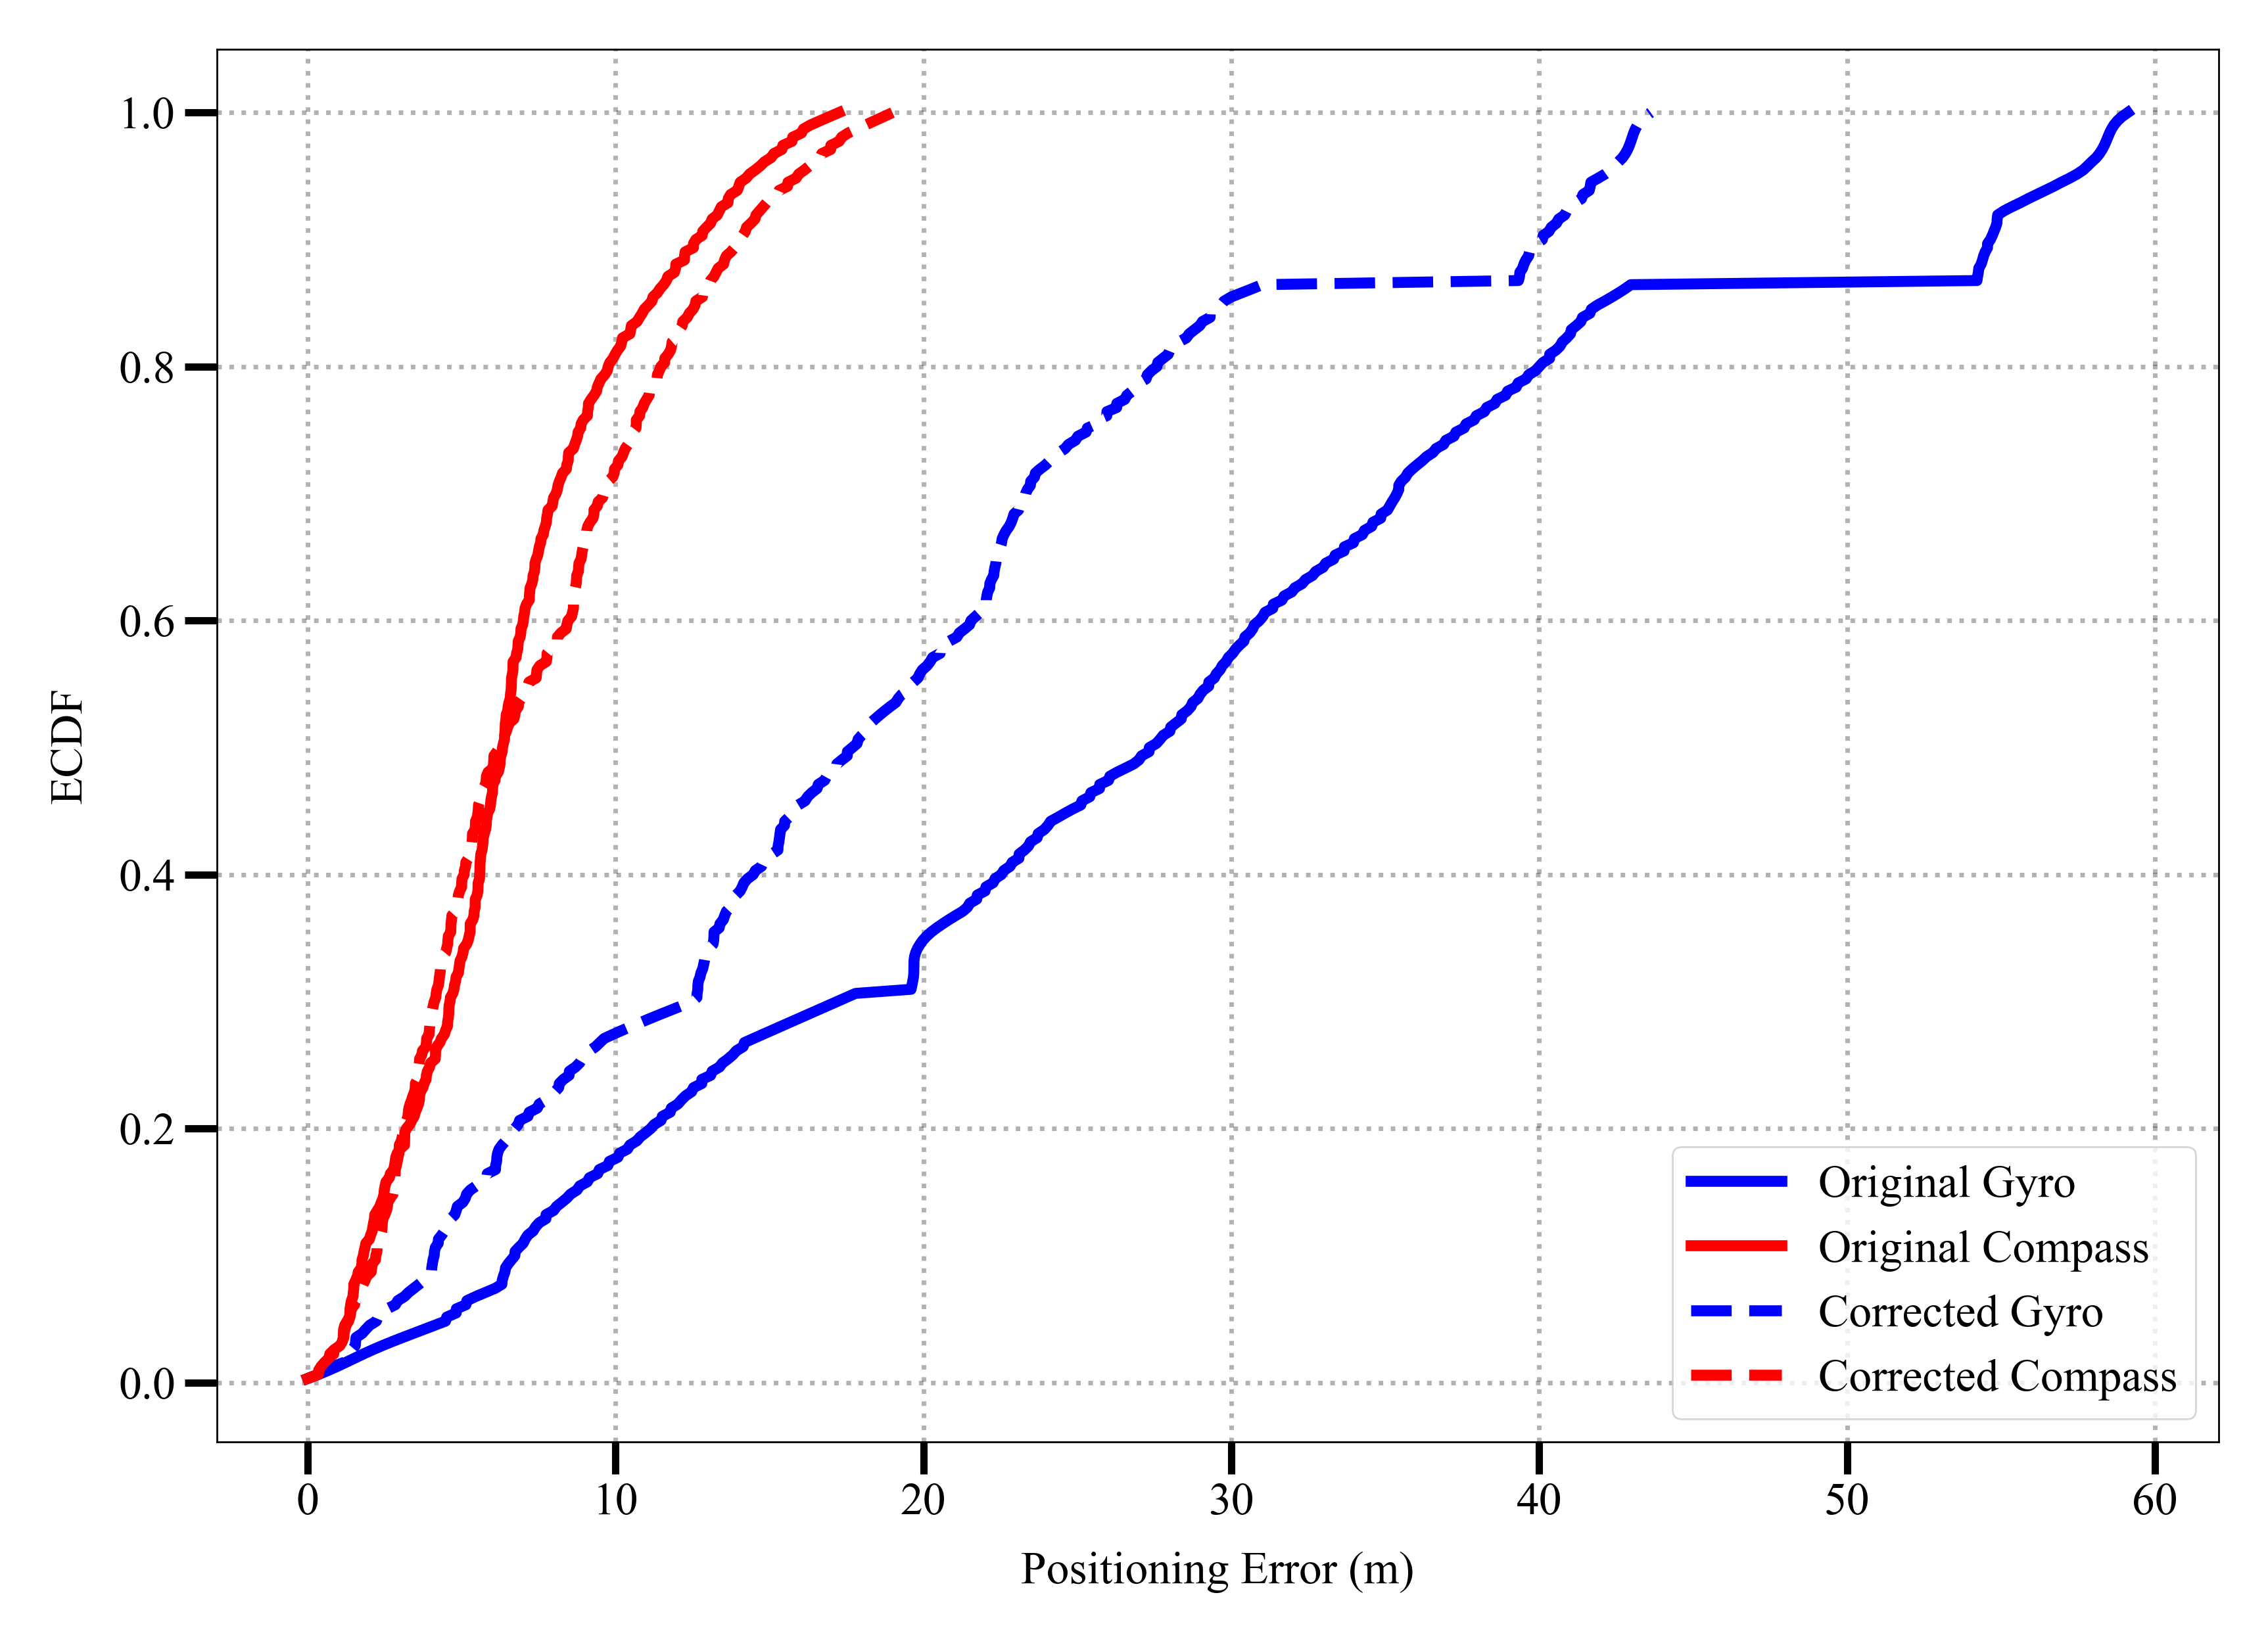 1.0
0.8
0.6
0.4
0.2
0.0
ECDF
0 10 20 30 40 50 60
Positioning Error (m)
Original Gyro
Original Compass
Corrected Gyro
Corrected Compass